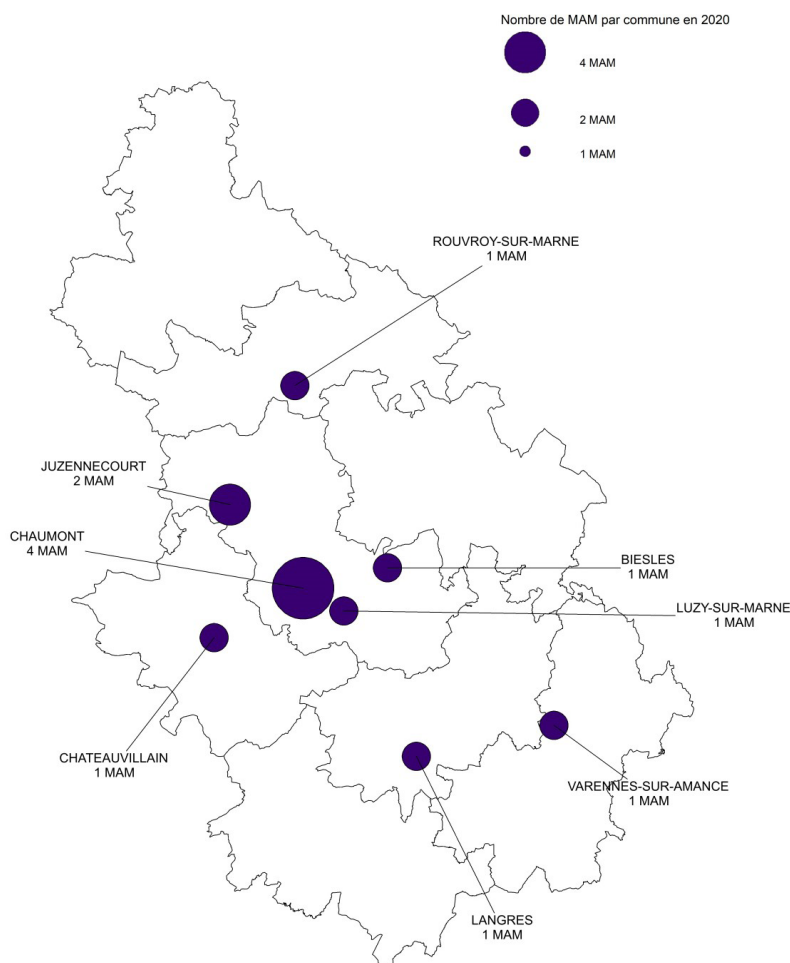 Nombre de MAM par commune en 2020
4 MAM
2 MAM
1 MAM
ROUVROY-SUR-MARNE
1 MAM
JUZENNECOURT
2 MAM
CHAUMONT
4 MAM
BIESLES
1 MAM
LUZY-SUR-MARNE
1 MAM
CHATEAUVILLAIN
1 MAM
VARENNES-SUR-AMANCE
1 MAM
LANGRES
1 MAM